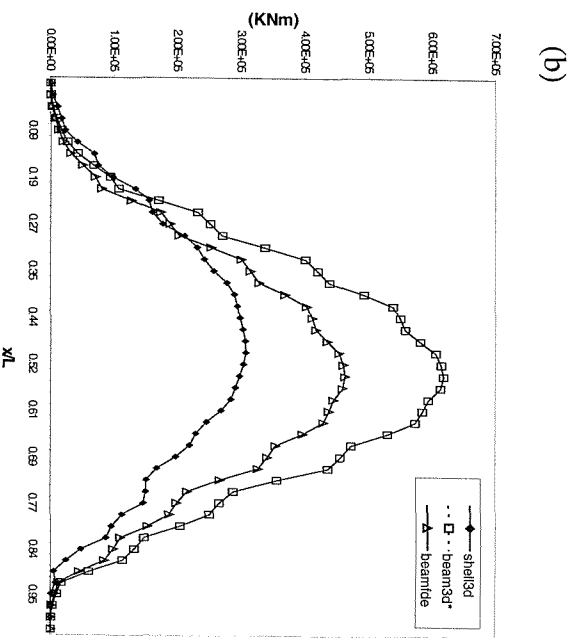 (b)
(KNm)
7.00E+05
6.00E+05
5.00E+05
4.00E+05
3.00E+05
2.00E+05
1.00E+05
0.00E+00
0.09
0.19
0.27
0.35
0.44
0.52
0.61
0.69
0.77
0.84
0.95
x/L
shell3d
beam3d*
beamfde